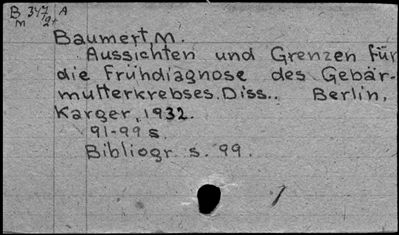 B 347 A
m 2+
Baumert, M.
Aussichten und Grenzen für
die Frühdiagnose des Gebär-
mutterkrebses. Diss.. Berlin,
Karger, 1932.
91-99 s.
Bibliogr. s. 99.